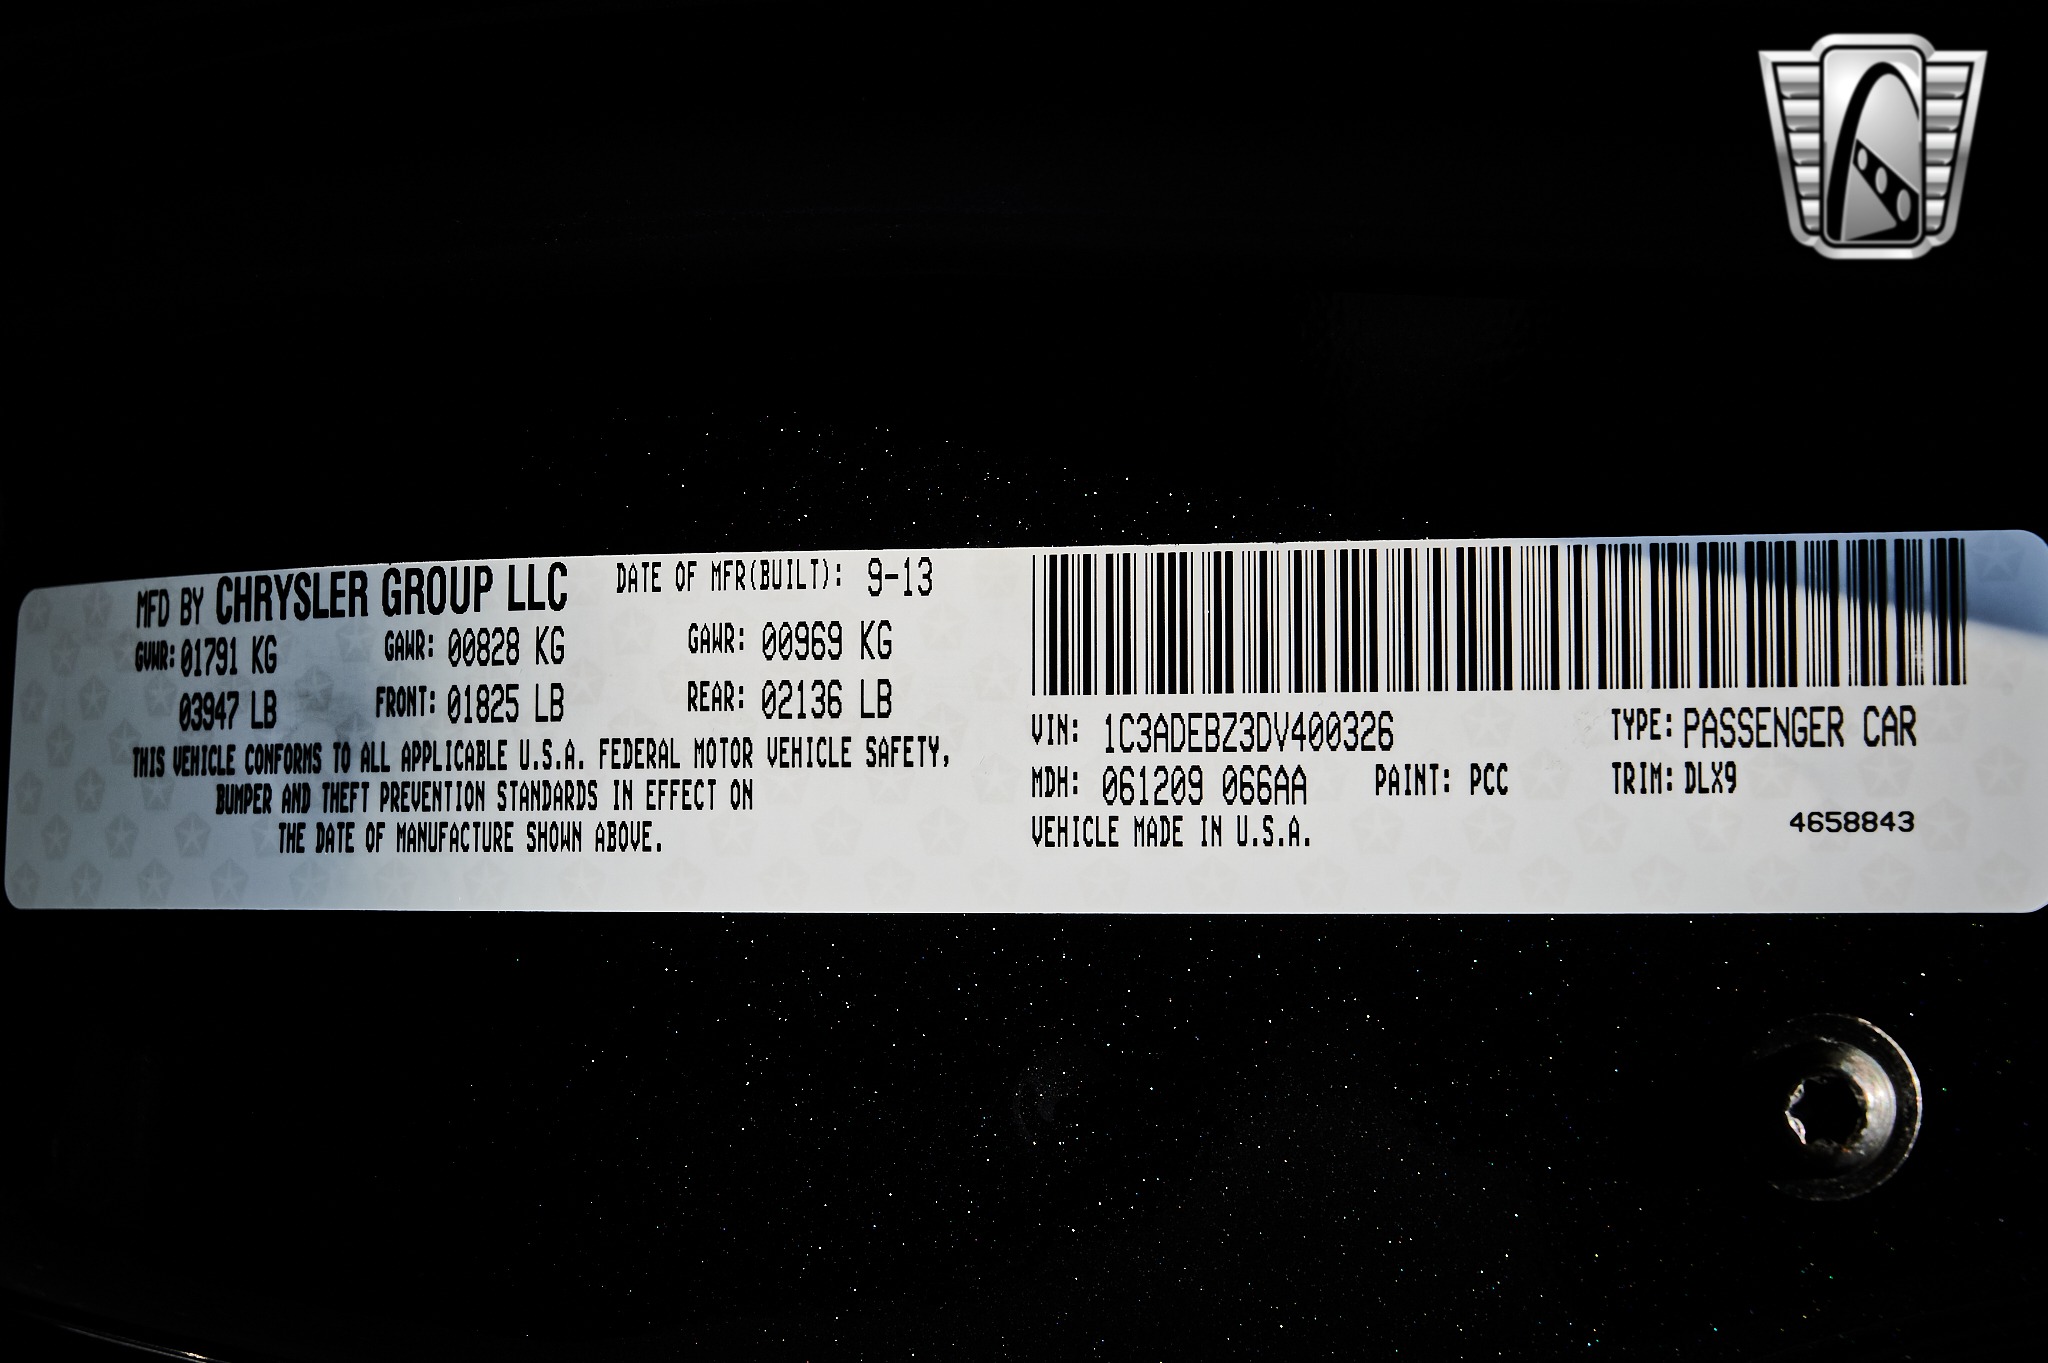 MFD BY CHRYSLER GROUP LLC DATE OF MFR(BUILT): 9-13
GVWR: 01791 KG GAWR: 00828 KG GAWR: 00969 KG
03947 LB FRONT: 01825 LB REAR: 02136 LB
THIS VEHICLE CONFORMS TO ALL APPLICABLE U.S.A. FEDERAL MOTOR VEHICLE SAFETY,
BUMPER AND THEFT PREVENTION STANDARDS IN EFFECT ON
THE DATE OF MANUFACTURE SHOWN ABOVE.
VIN: 1C3ADEBZ3DV400326 TYPE: PASSENGER CAR
MDH: 061209 066AA PAINT: PCC TRIM: DLX9
VEHICLE MADE IN U.S.A. 4658843